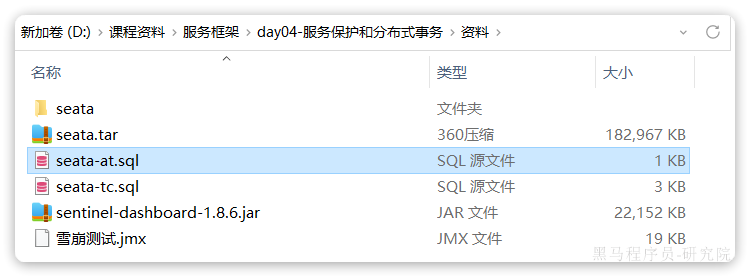 新加卷 (D:) › 课程资料 › 服务框架 › day04-服务保护和分布式事务 › 资料 ›
名称 类型 大小
seata 文件夹
seata.tar 360压缩 182,967 KB
seata-at.sql SQL 源文件 1 KB
seata-tc.sql SQL 源文件 3 KB
sentinel-dashboard-1.8.6.jar JAR 文件 22,152 KB
雪崩测试.jmx JMX 文件 19 KB
黑马程序员-研究院